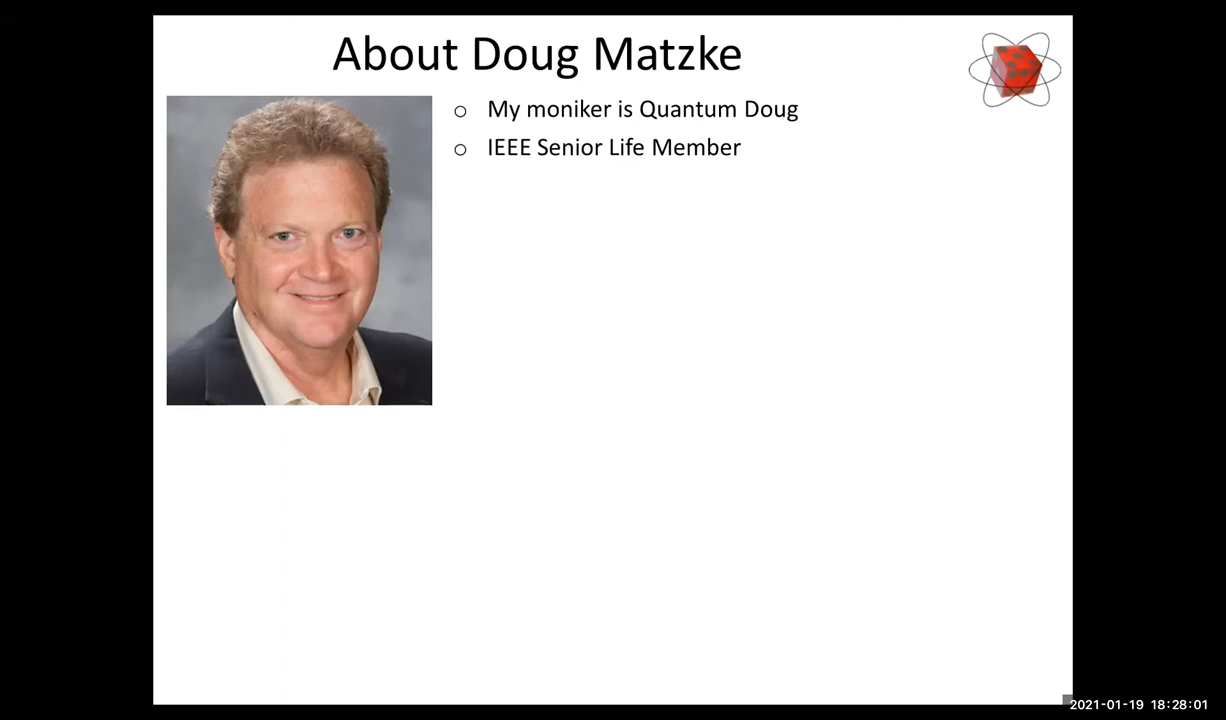 About Doug Matzke
○ My moniker is Quantum Doug
○ IEEE Senior Life Member
2021-01-19 18:28:01